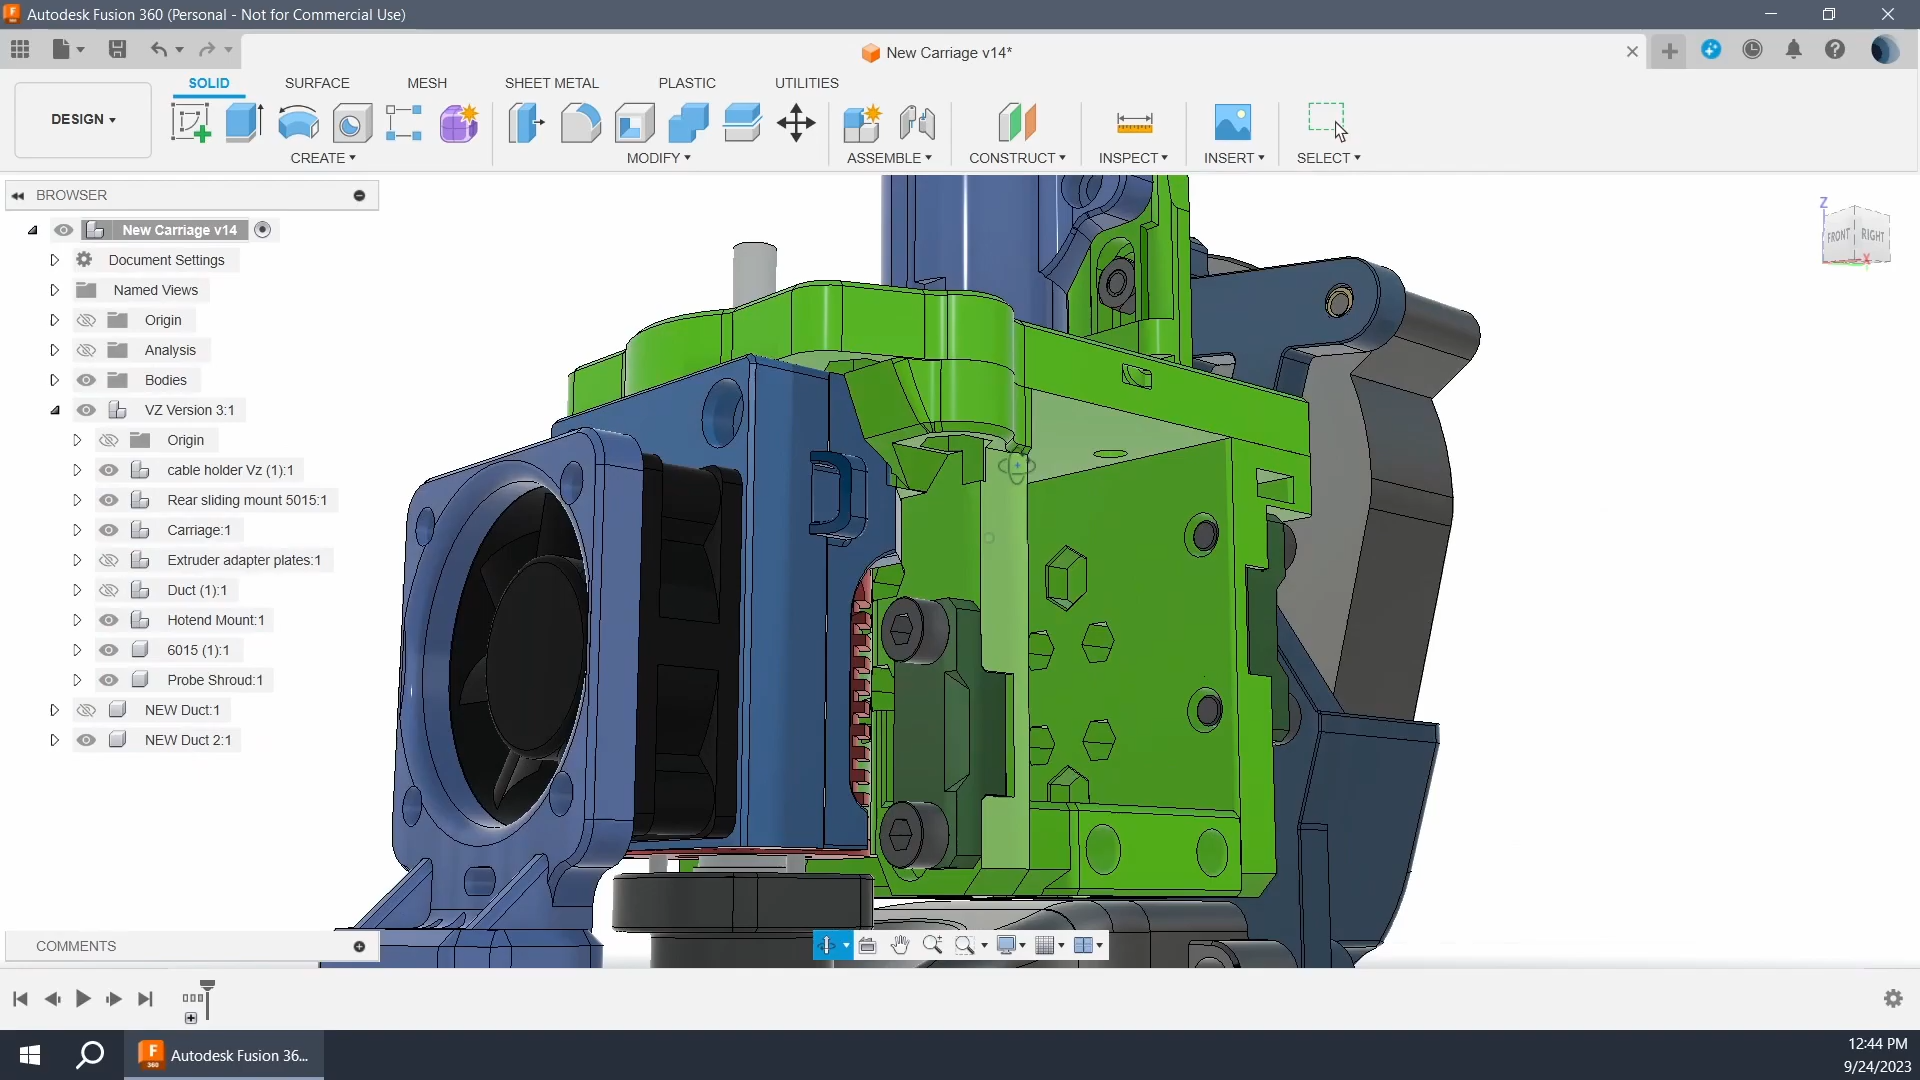 Autodesk Fusion 360 (Personal - Not for Commercial Use)
New Carriage v14*
DESIGN
SOLID
SURFACE
MESH
SHEET METAL
PLASTIC
UTILITIES
CREATE
MODIFY
ASSEMBLE
CONSTRUCT
INSPECT
INSERT
SELECT
BROWSER
New Carriage v14
Document Settings
Named Views
Origin
Analysis
Bodies
VZ Version 3:1
Origin
cable holder Vz (1):1
Rear sliding mount 5015:1
Carriage:1
Extruder adapter plates:1
Duct (1):1
Hotend Mount:1
6015 (1):1
Probe Shroud:1
NEW Duct:1
NEW Duct 2:1
Z
FRONT
RIGHT
X
COMMENTS
F
360
Autodesk Fusion 36...
12:44 PM
9/24/2023